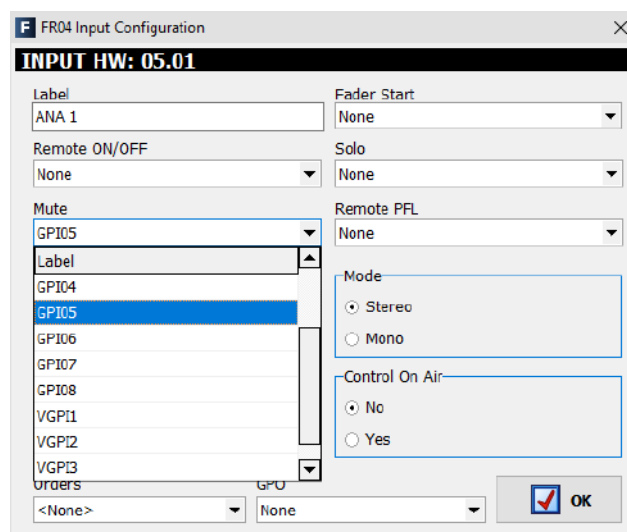 F FR04 Input Configuration
INPUT HW: 05.01
Label
Fader Start
ANA 1
None
Remote ON/OFF
Solo
None
None
Mute
Remote PFL
GPI05
None
Label
GPI04
GPI05
GPI06
GPI07
GPI08
VGPI1
VGPI2
VGPI3
Mode
Stereo
Mono
Control On Air
No
Yes
Orders
GPO
<None>
None
OK